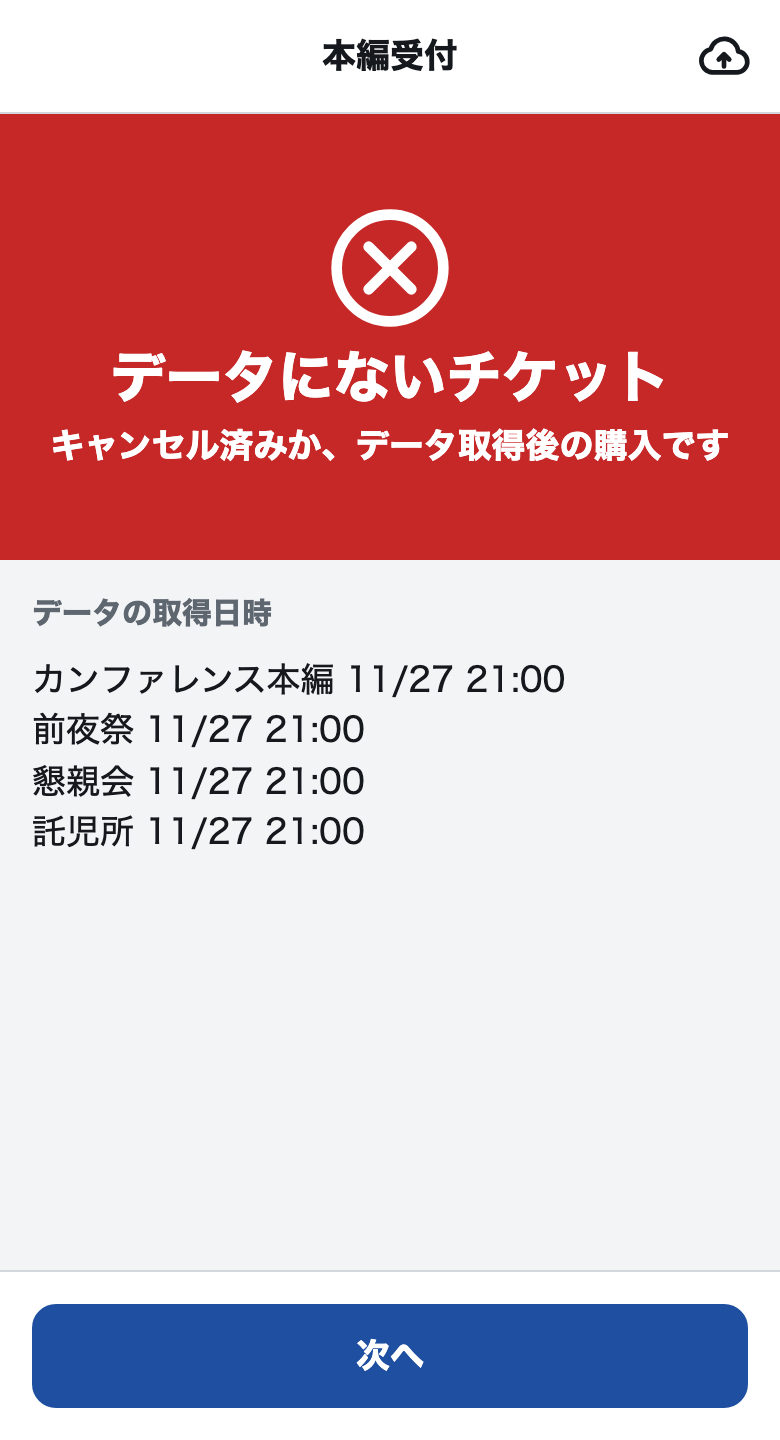 本編受付
データにないチケット
キャンセル済みか、データ取得後の購入です
データの取得日時
カンファレンス本編 11/27 21:00
前夜祭 11/27 21:00
懇親会 11/27 21:00
託児所 11/27 21:00
次へ